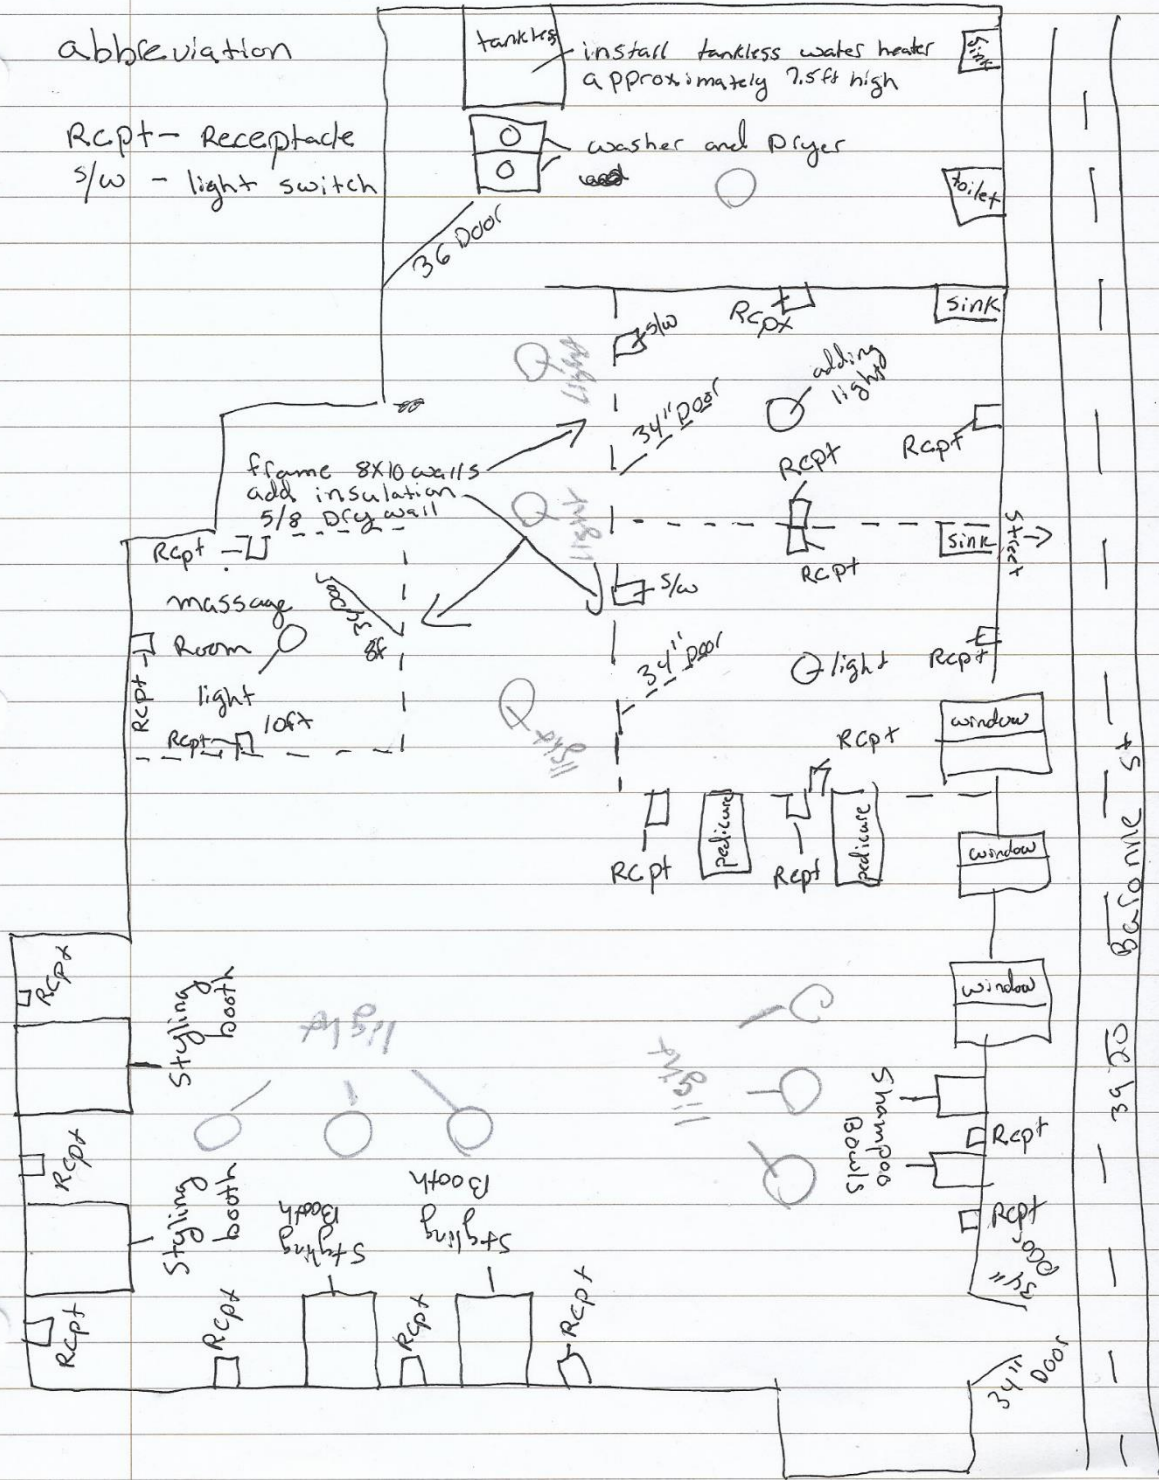 abbreviation
Rcpt - Receptacle
s/w - light switch
tankless
install tankless water heater
approximately 7.5ft high
Sink
washer and Dryer
toilet
36 Door
s/w
Rcpt
Sink
light
adding
light
34" Door
Rcpt
Rcpt
frame 8x10 walls
add insulation
5/8 Dry wall
light
Rcpt
Sink
Street
Rcpt
massage
Room
light
Rcpt
Rcpt
10ft
8f
s/w
34" Door
light
Rcpt
light
window
Rcpt
Rcpt
pedicure
Rcpt
pedicure
window
window
Baronne St
3920
Rcpt
Styling
booth
light
light
Shampoo
Bowls
Rcpt
Rcpt
34"
Door
Rcpt
Styling
booth
Styling
Booth
Styling
Booth
Rcpt
Rcpt
Rcpt
Rcpt
34"
Door